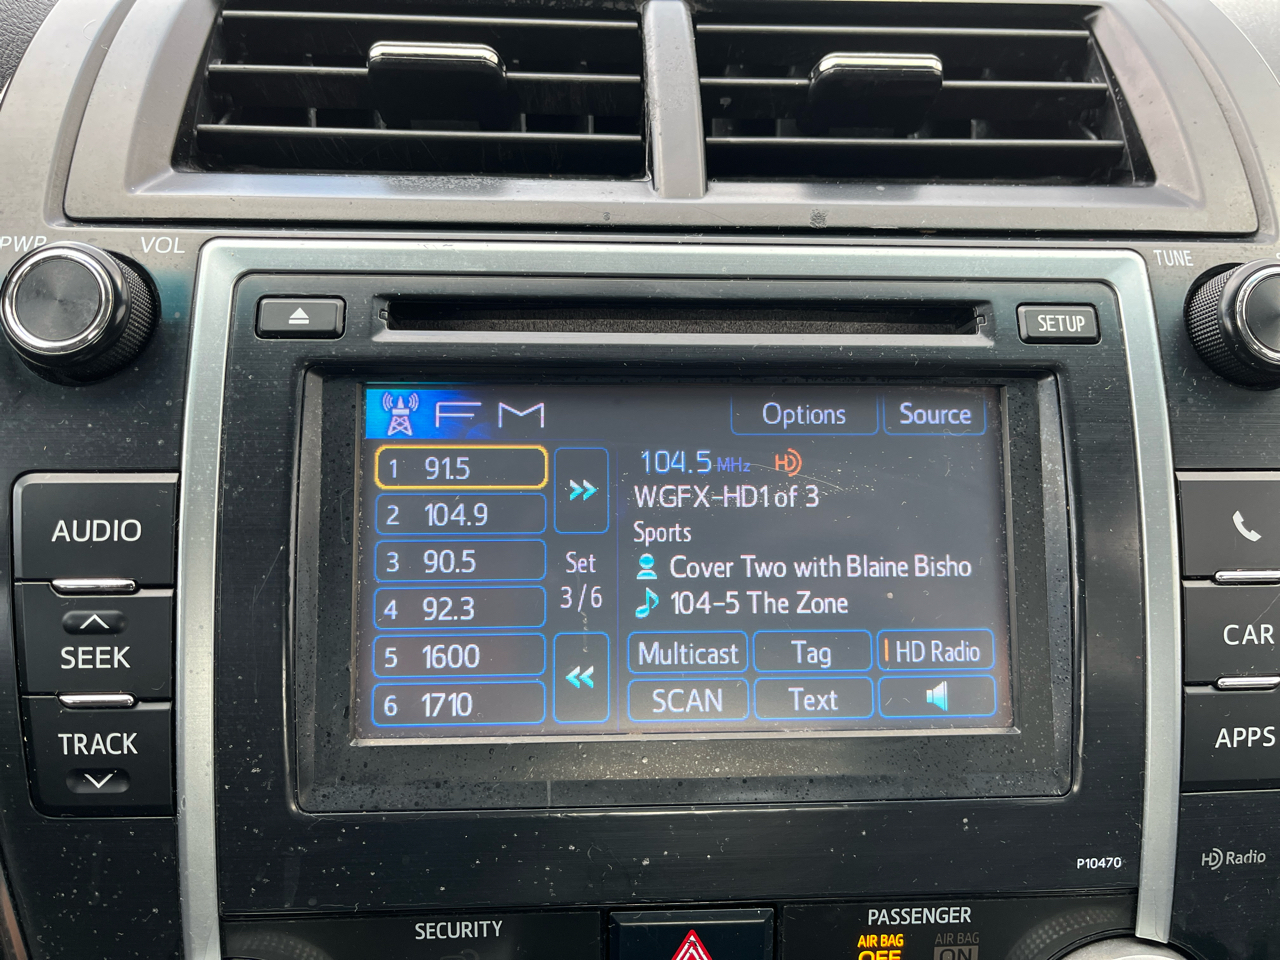 PWR
VOL
TUNE
SETUP
FM
Options
Source
1 91.5
2 104.9
3 90.5
4 92.3
5 1600
6 1710
Set
3/6
104.5 MHz HD
WGFX-HD1 of 3
Sports
Cover Two with Blaine Bisho
104-5 The Zone
Multicast
Tag
HD Radio
SCAN
Text
AUDIO
SEEK
TRACK
CAR
APPS
P10470
HD Radio
SECURITY
PASSENGER
AIR BAG
OFF
AIR BAG
ON